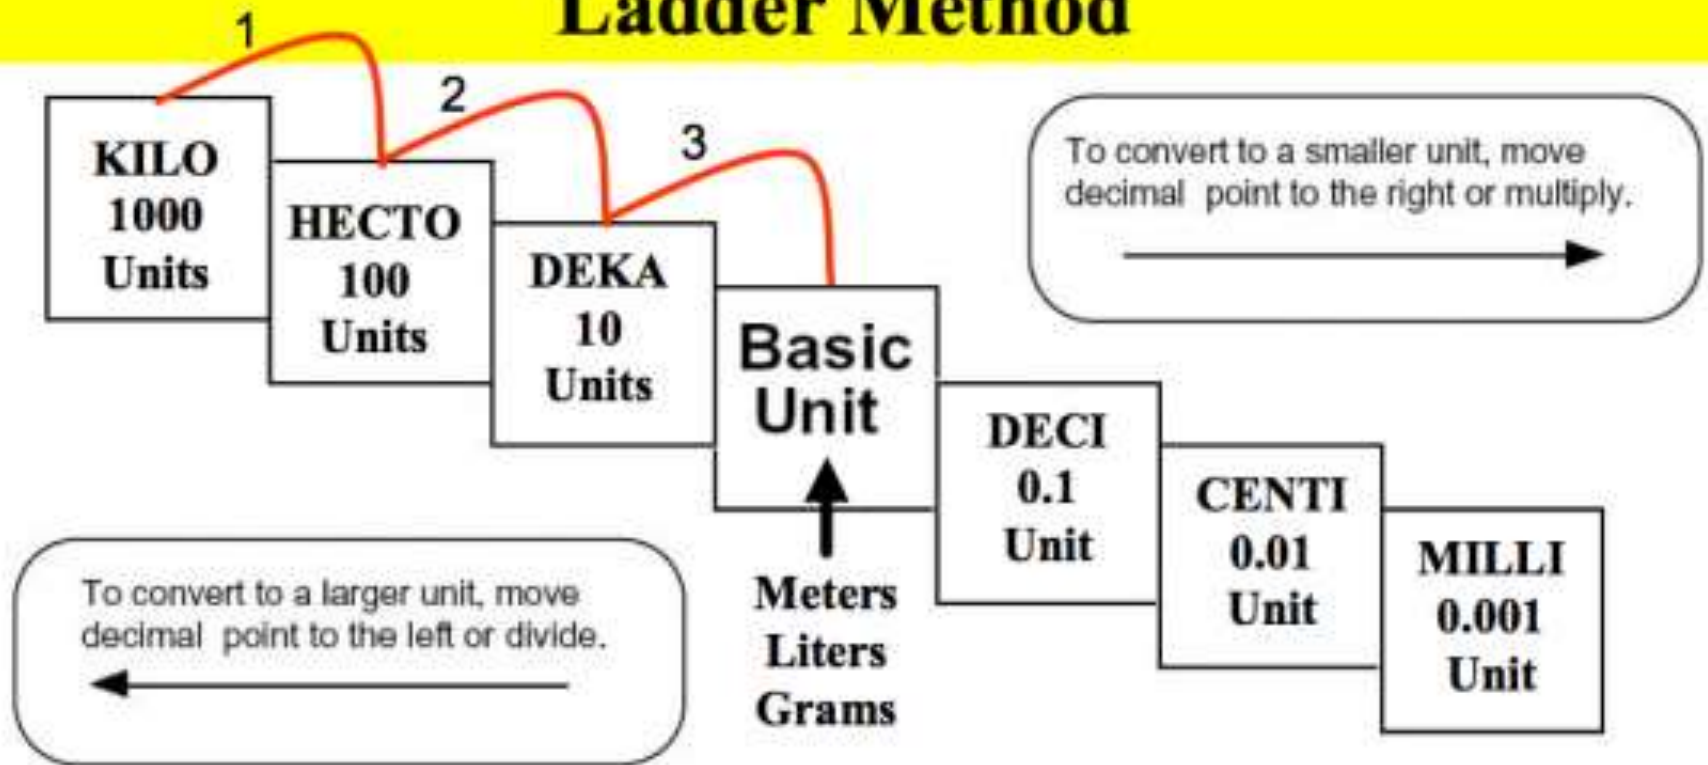 Ladder Method
1
2
3
KILO
1000
Units
HECTO
100
Units
DEKA
10
Units
Basic
Unit
DECI
0.1
Unit
CENTI
0.01
Unit
MILLI
0.001
Unit
To convert to a smaller unit, move
decimal point to the right or multiply.
To convert to a larger unit, move
decimal point to the left or divide.
Meters
Liters
Grams